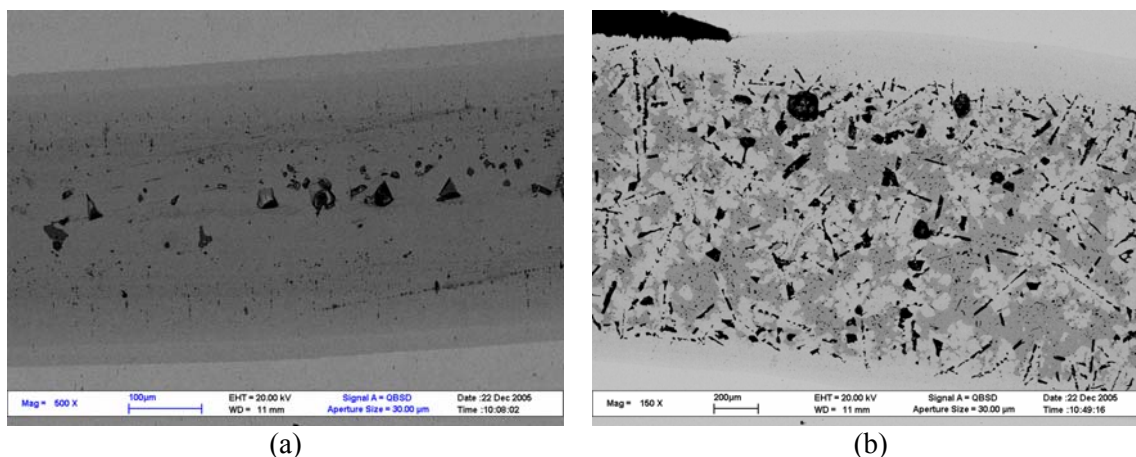 Mag = 500 X
100µm
EHT = 20.00 kV
WD = 11 mm
Signal A = QBSD
Aperture Size = 30.00 µm
Date :22 Dec 2005
Time :10:08:02
Mag = 150 X
200µm
EHT = 20.00 kV
WD = 11 mm
Signal A = QBSD
Aperture Size = 30.00 µm
Date :22 Dec 2005
Time :10:49:16
(a)
(b)